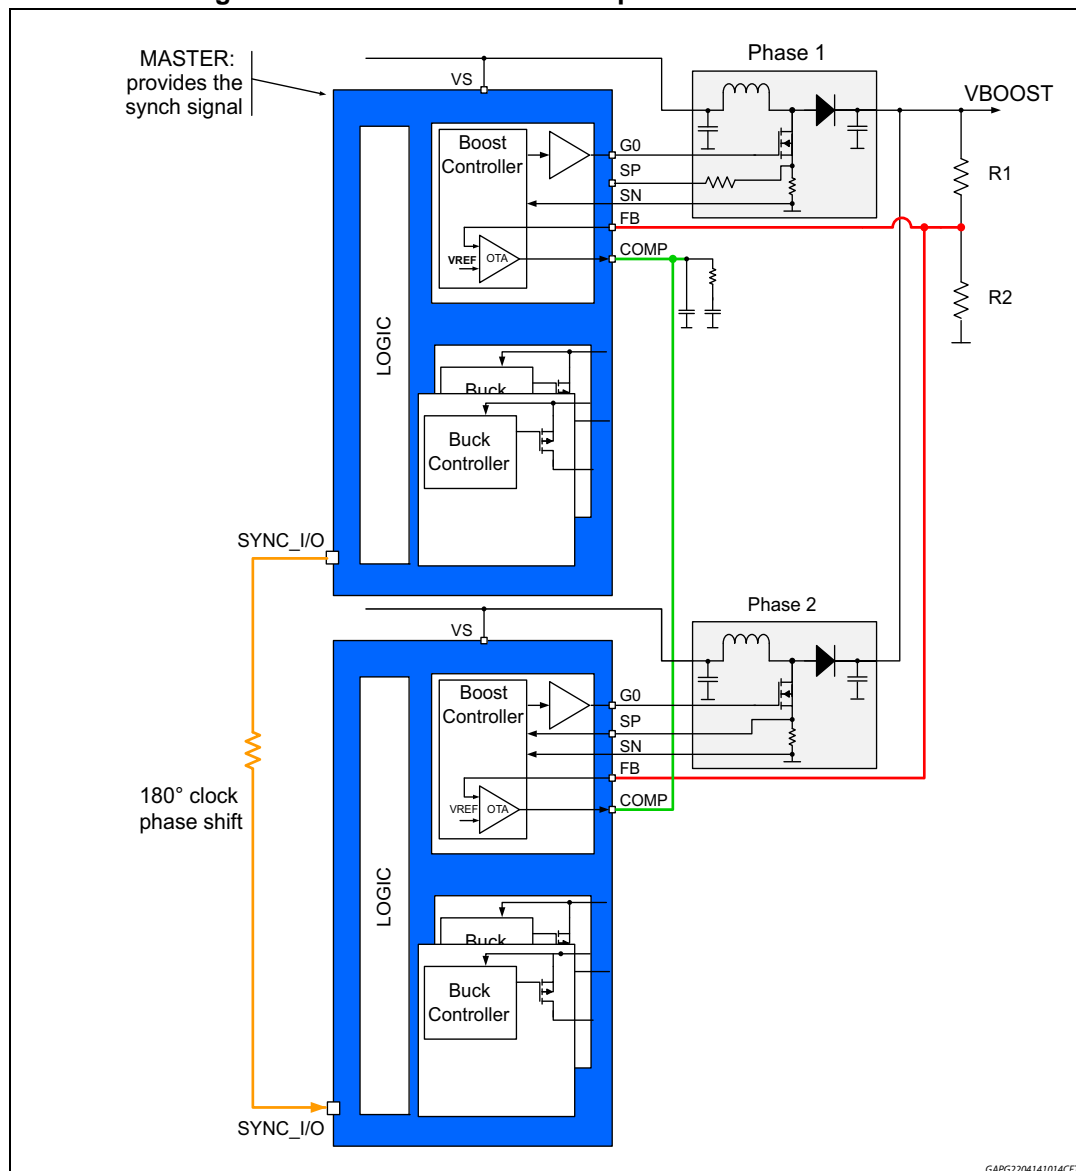 MASTER:
provides the
synch signal
VS
Phase 1
VBOOST
Boost
Controller
G0
SP
SN
FB
COMP
VREF
OTA
R1
R2
LOGIC
Buck
Buck
Controller
SYNC_I/O
180° clock
phase shift
VS
Phase 2
Boost
Controller
G0
SP
SN
FB
COMP
VREF
OTA
LOGIC
Buck
Buck
Controller
SYNC_I/O